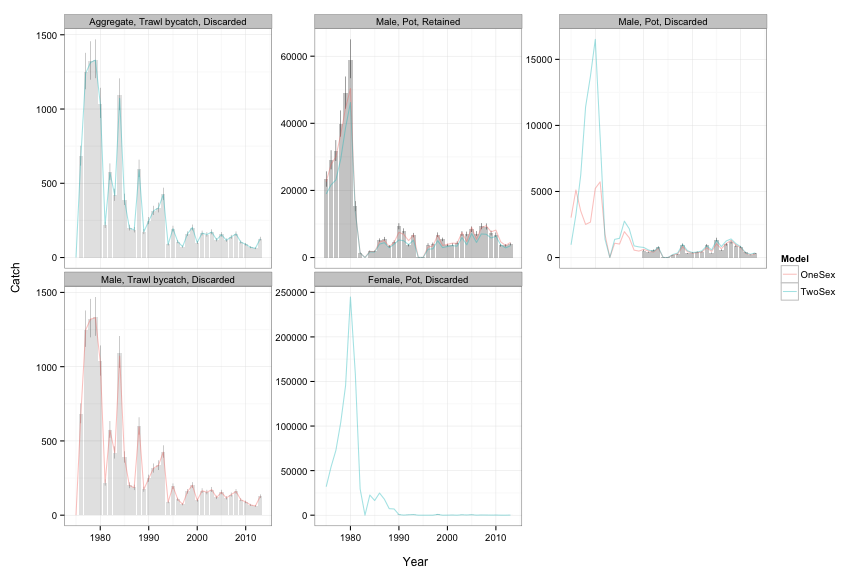 Aggregate, Trawl bycatch, Discarded
Male, Pot, Retained
Male, Pot, Discarded
1500
1000
500
0
60000
40000
20000
0
15000
10000
5000
0
Male, Trawl bycatch, Discarded
Female, Pot, Discarded
1500
1000
500
0
250000
200000
150000
100000
50000
0
1980 1990 2000 2010
1980 1990 2000 2010
Catch
Year
Model
OneSex
TwoSex